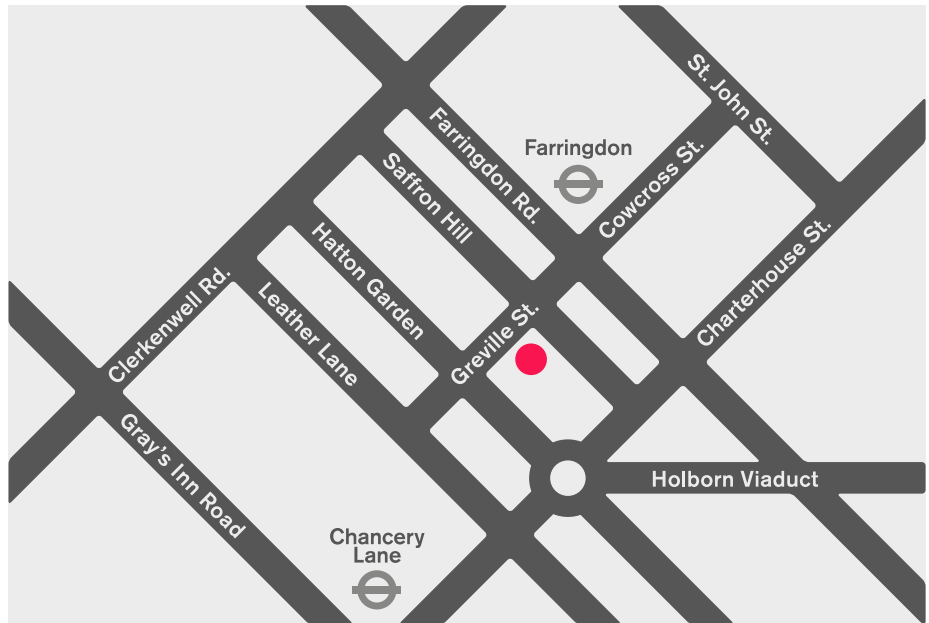 St. John St.
Farringdon Rd.
Farringdon
Cowcross St.
Saffron Hill
Hatton Garden
Charterhouse St.
Clerkenwell Rd.
Leather Lane
Greville St.
Gray's Inn Road
Holborn Viaduct
Chancery
Lane